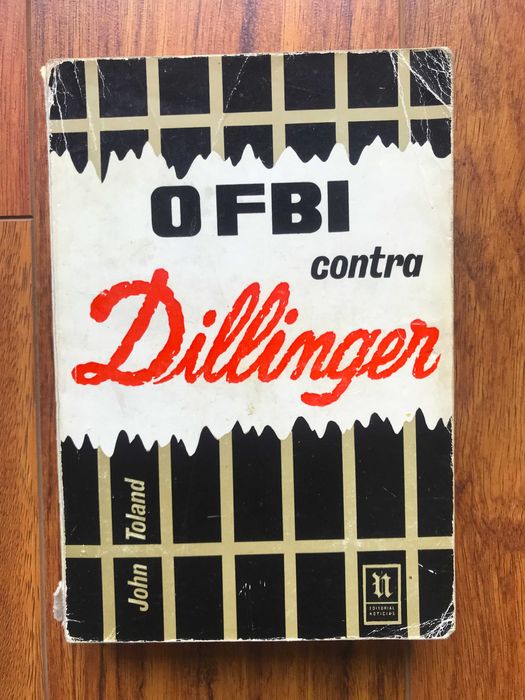 O FBI
contra
Dillinger
John Toland
N
EDITORIAL
NOTÍCIAS